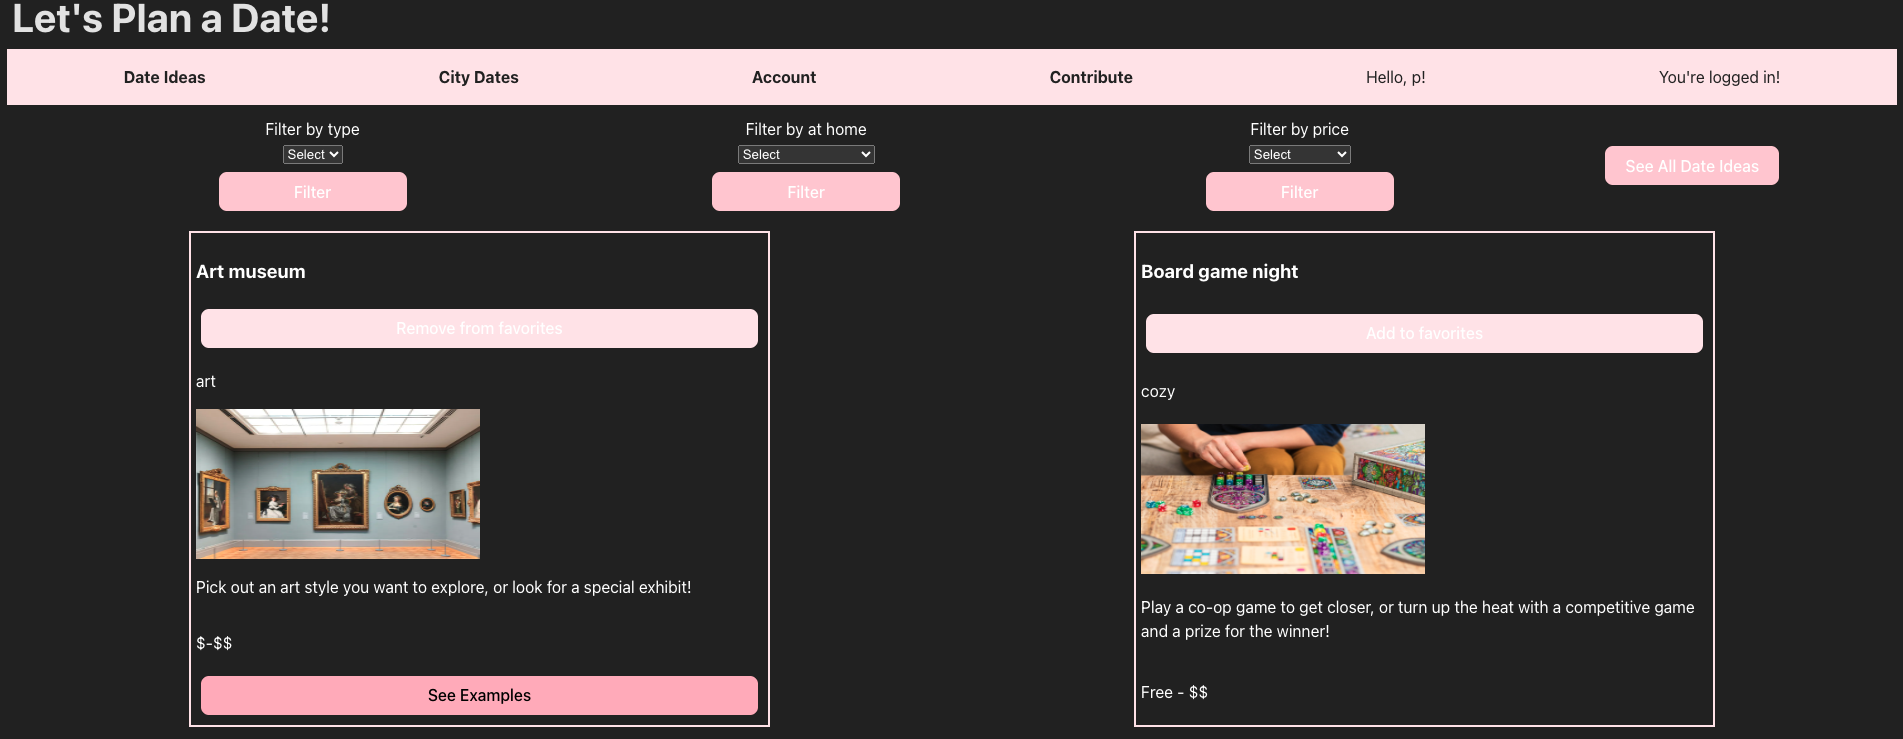 Let's Plan a Date!
Date Ideas City Dates Account Contribute Hello, p! You're logged in!
Filter by type
Select
Filter
Filter by at home
Select
Filter
Filter by price
Select
Filter
See All Date Ideas
Art museum
Remove from favorites
art
Pick out an art style you want to explore, or look for a special exhibit!
$-$$
See Examples
Board game night
Add to favorites
cozy
Play a co-op game to get closer, or turn up the heat with a competitive game
and a prize for the winner!
Free - $$